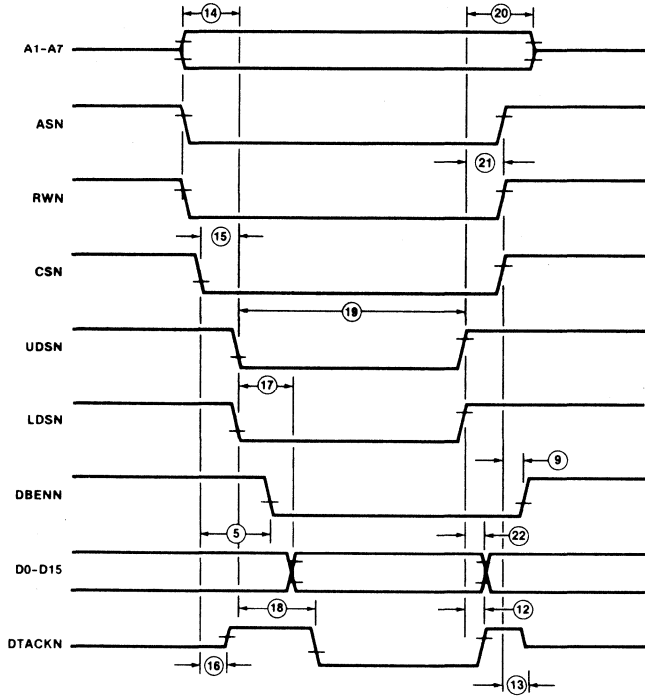 14
20
A1–A7
ASN
21
RWN
15
CSN
19
UDSN
17
LDSN
9
DBENN
5
22
D0–D15
18
12
DTACKN
16
13